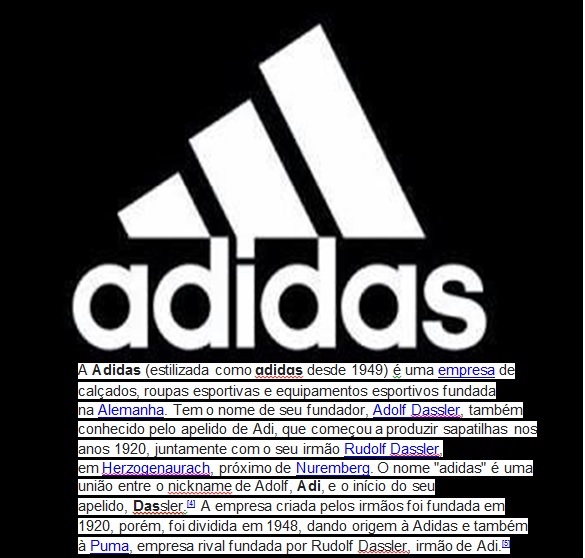 adidas
A Adidas (estilizada como adidas desde 1949) é uma empresa de
calçados, roupas esportivas e equipamentos esportivos fundada
na Alemanha. Tem o nome de seu fundador, Adolf Dassler, também
conhecido pelo apelido de Adi, que começou a produzir sapatilhas nos
anos 1920, juntamente com o seu irmão Rudolf Dassler,
em Herzogenaurach, próximo de Nuremberg. O nome "adidas" é uma
união entre o nickname de Adolf, Adi, e o início do seu
apelido, Dassler.[4] A empresa criada pelos irmãos foi fundada em
1920, porém, foi dividida em 1948, dando origem à Adidas e também
à Puma, empresa rival fundada por Rudolf Dassler, irmão de Adi.[5]